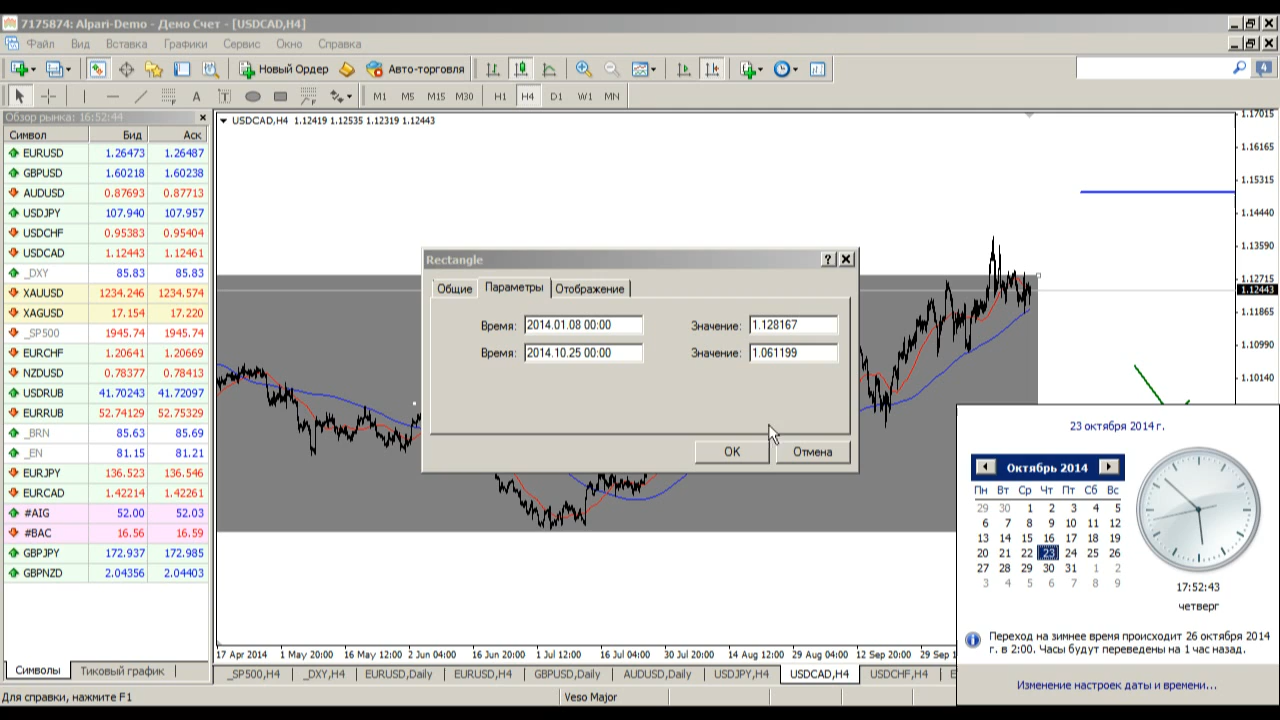 7175874: Alpari-Demo - Демо Счет - [USDCAD,H4]
Файл Вид Вставка Графики Сервис Окно Справка
Новый Ордер Авто-торговля 4
A T M1 M5 M15 M30 H1 H4 D1 W1 MN
Обзор рынка: 16:52:44
Символ Бид Аск
EURUSD 1.26473 1.26487
GBPUSD 1.60218 1.60238
AUDUSD 0.87693 0.87713
USDJPY 107.940 107.957
USDCHF 0.95383 0.95404
USDCAD 1.12443 1.12461
_DXY 85.83 85.83
XAUUSD 1234.246 1234.574
XAGUSD 17.154 17.220
_SP500 1945.74 1945.74
EURCHF 1.20641 1.20669
NZDUSD 0.78377 0.78413
USDRUB 41.70243 41.72097
EURRUB 52.74129 52.75329
_BRN 85.63 85.69
_EN 81.15 81.21
EURJPY 136.523 136.546
EURCAD 1.42214 1.42261
#AIG 52.00 52.03
#BAC 16.56 16.59
GBPJPY 172.937 172.985
GBPNZD 2.04356 2.04403
Символы Тиковый график
USDCAD,H4 1.12419 1.12535 1.12319 1.12443
1.17015
1.16165
1.15315
1.14440
1.13590
1.12715
1.12443
1.11865
1.10990
1.10140
Rectangle
Общие Параметры Отображение
Время: 2014.01.08 00:00 Значение: 1.128167
Время: 2014.10.25 00:00 Значение: 1.061199
OK Отмена
17 Apr 2014 1 May 20:00 16 May 12:00 2 Jun 04:00 16 Jun 20:00 1 Jul 12:00 16 Jul 04:00 30 Jul 20:00 14 Aug 12:00 29 Aug 04:00 12 Sep 20:00 29 Sep 1
_SP500,H4 _DXY,H4 EURUSD,Daily EURUSD,H4 GBPUSD,Daily AUDUSD,Daily USDJPY,H4 USDCAD,H4 USDCHF,H4 E
23 октября 2014 г.
Октябрь 2014
Пн Вт Ср Чт Пт Сб Вс
29 30 1 2 3 4 5
6 7 8 9 10 11 12
13 14 15 16 17 18 19
20 21 22 23 24 25 26
27 28 29 30 31 1 2
3 4 5 6 7 8 9
17:52:43
четверг
Переход на зимнее время происходит 26 октября 2014
г. в 2:00. Часы будут переведены на 1 час назад.
Изменение настроек даты и времени...
Для справки, нажмите F1 Veso Major